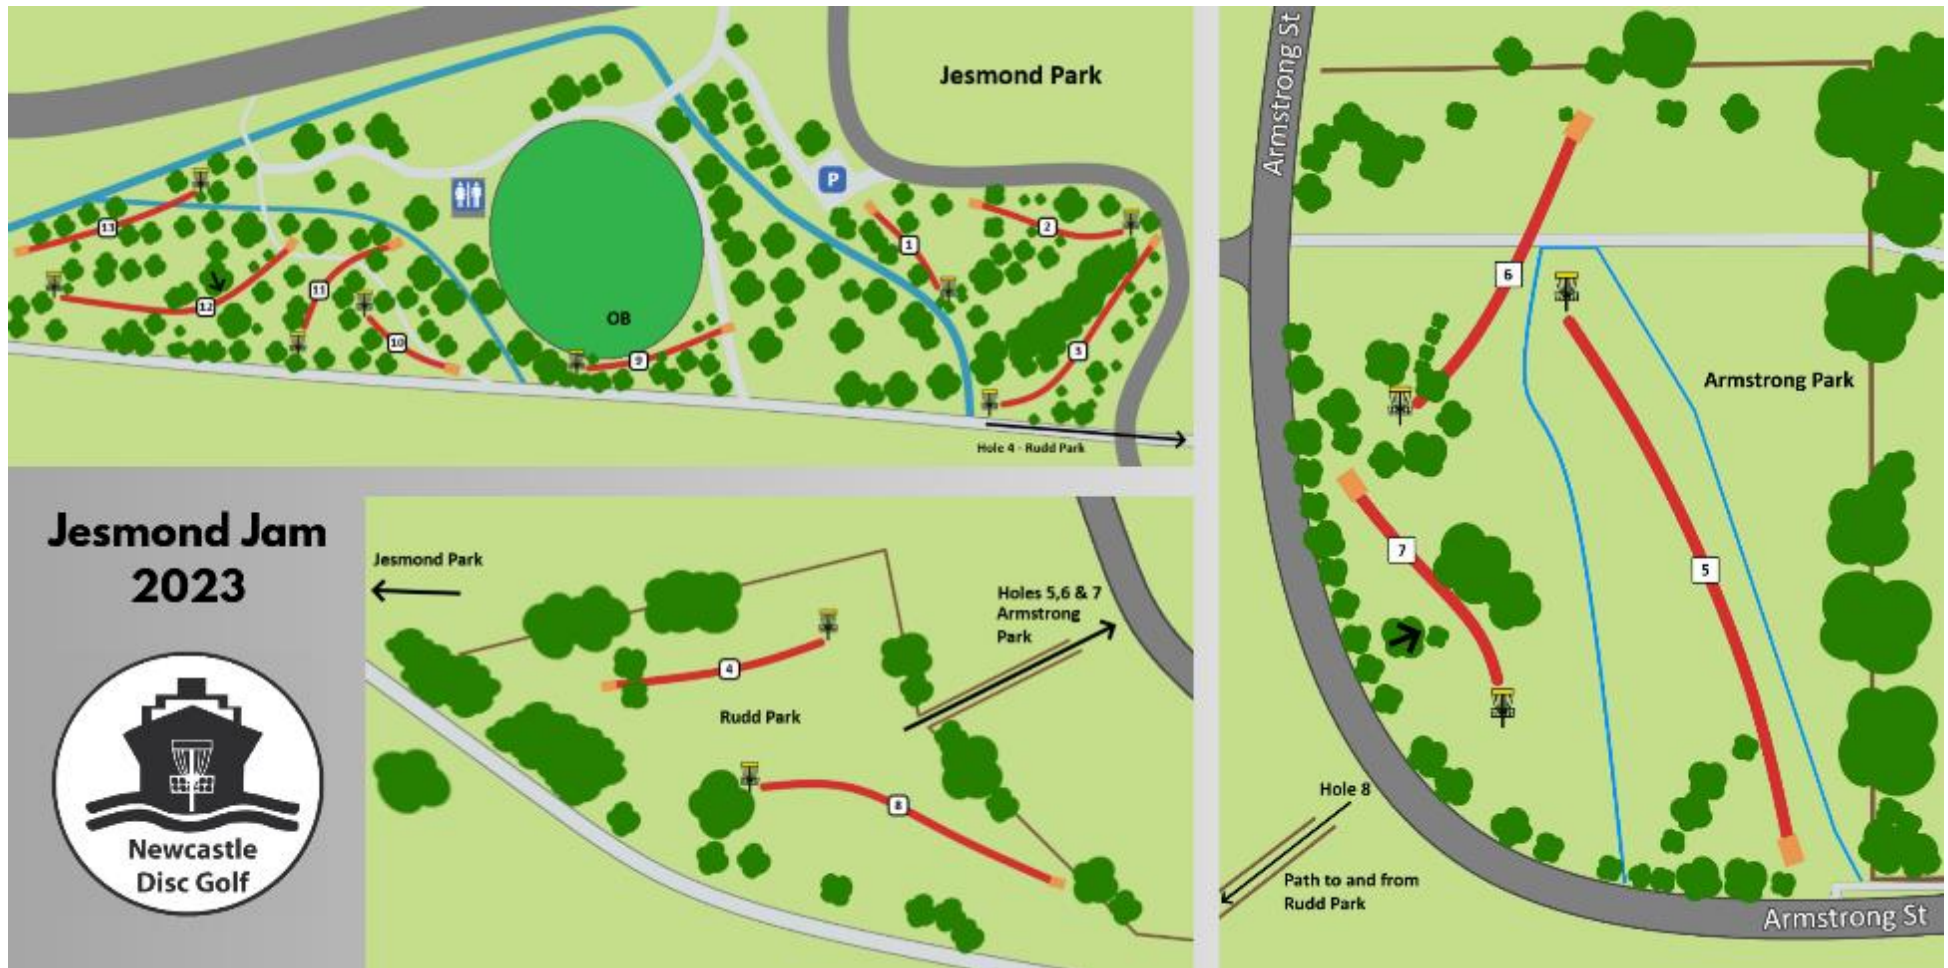 Jesmond Park
P
1
2
3
OB
9
10
11
12
13
Hole 4 - Rudd Park
Jesmond Jam
2023
Newcastle
Disc Golf
Jesmond Park
Holes 5,6 & 7
Armstrong
Park
4
Rudd Park
8
Armstrong St
6
Armstrong Park
7
5
Hole 8
Path to and from
Rudd Park
Armstrong St